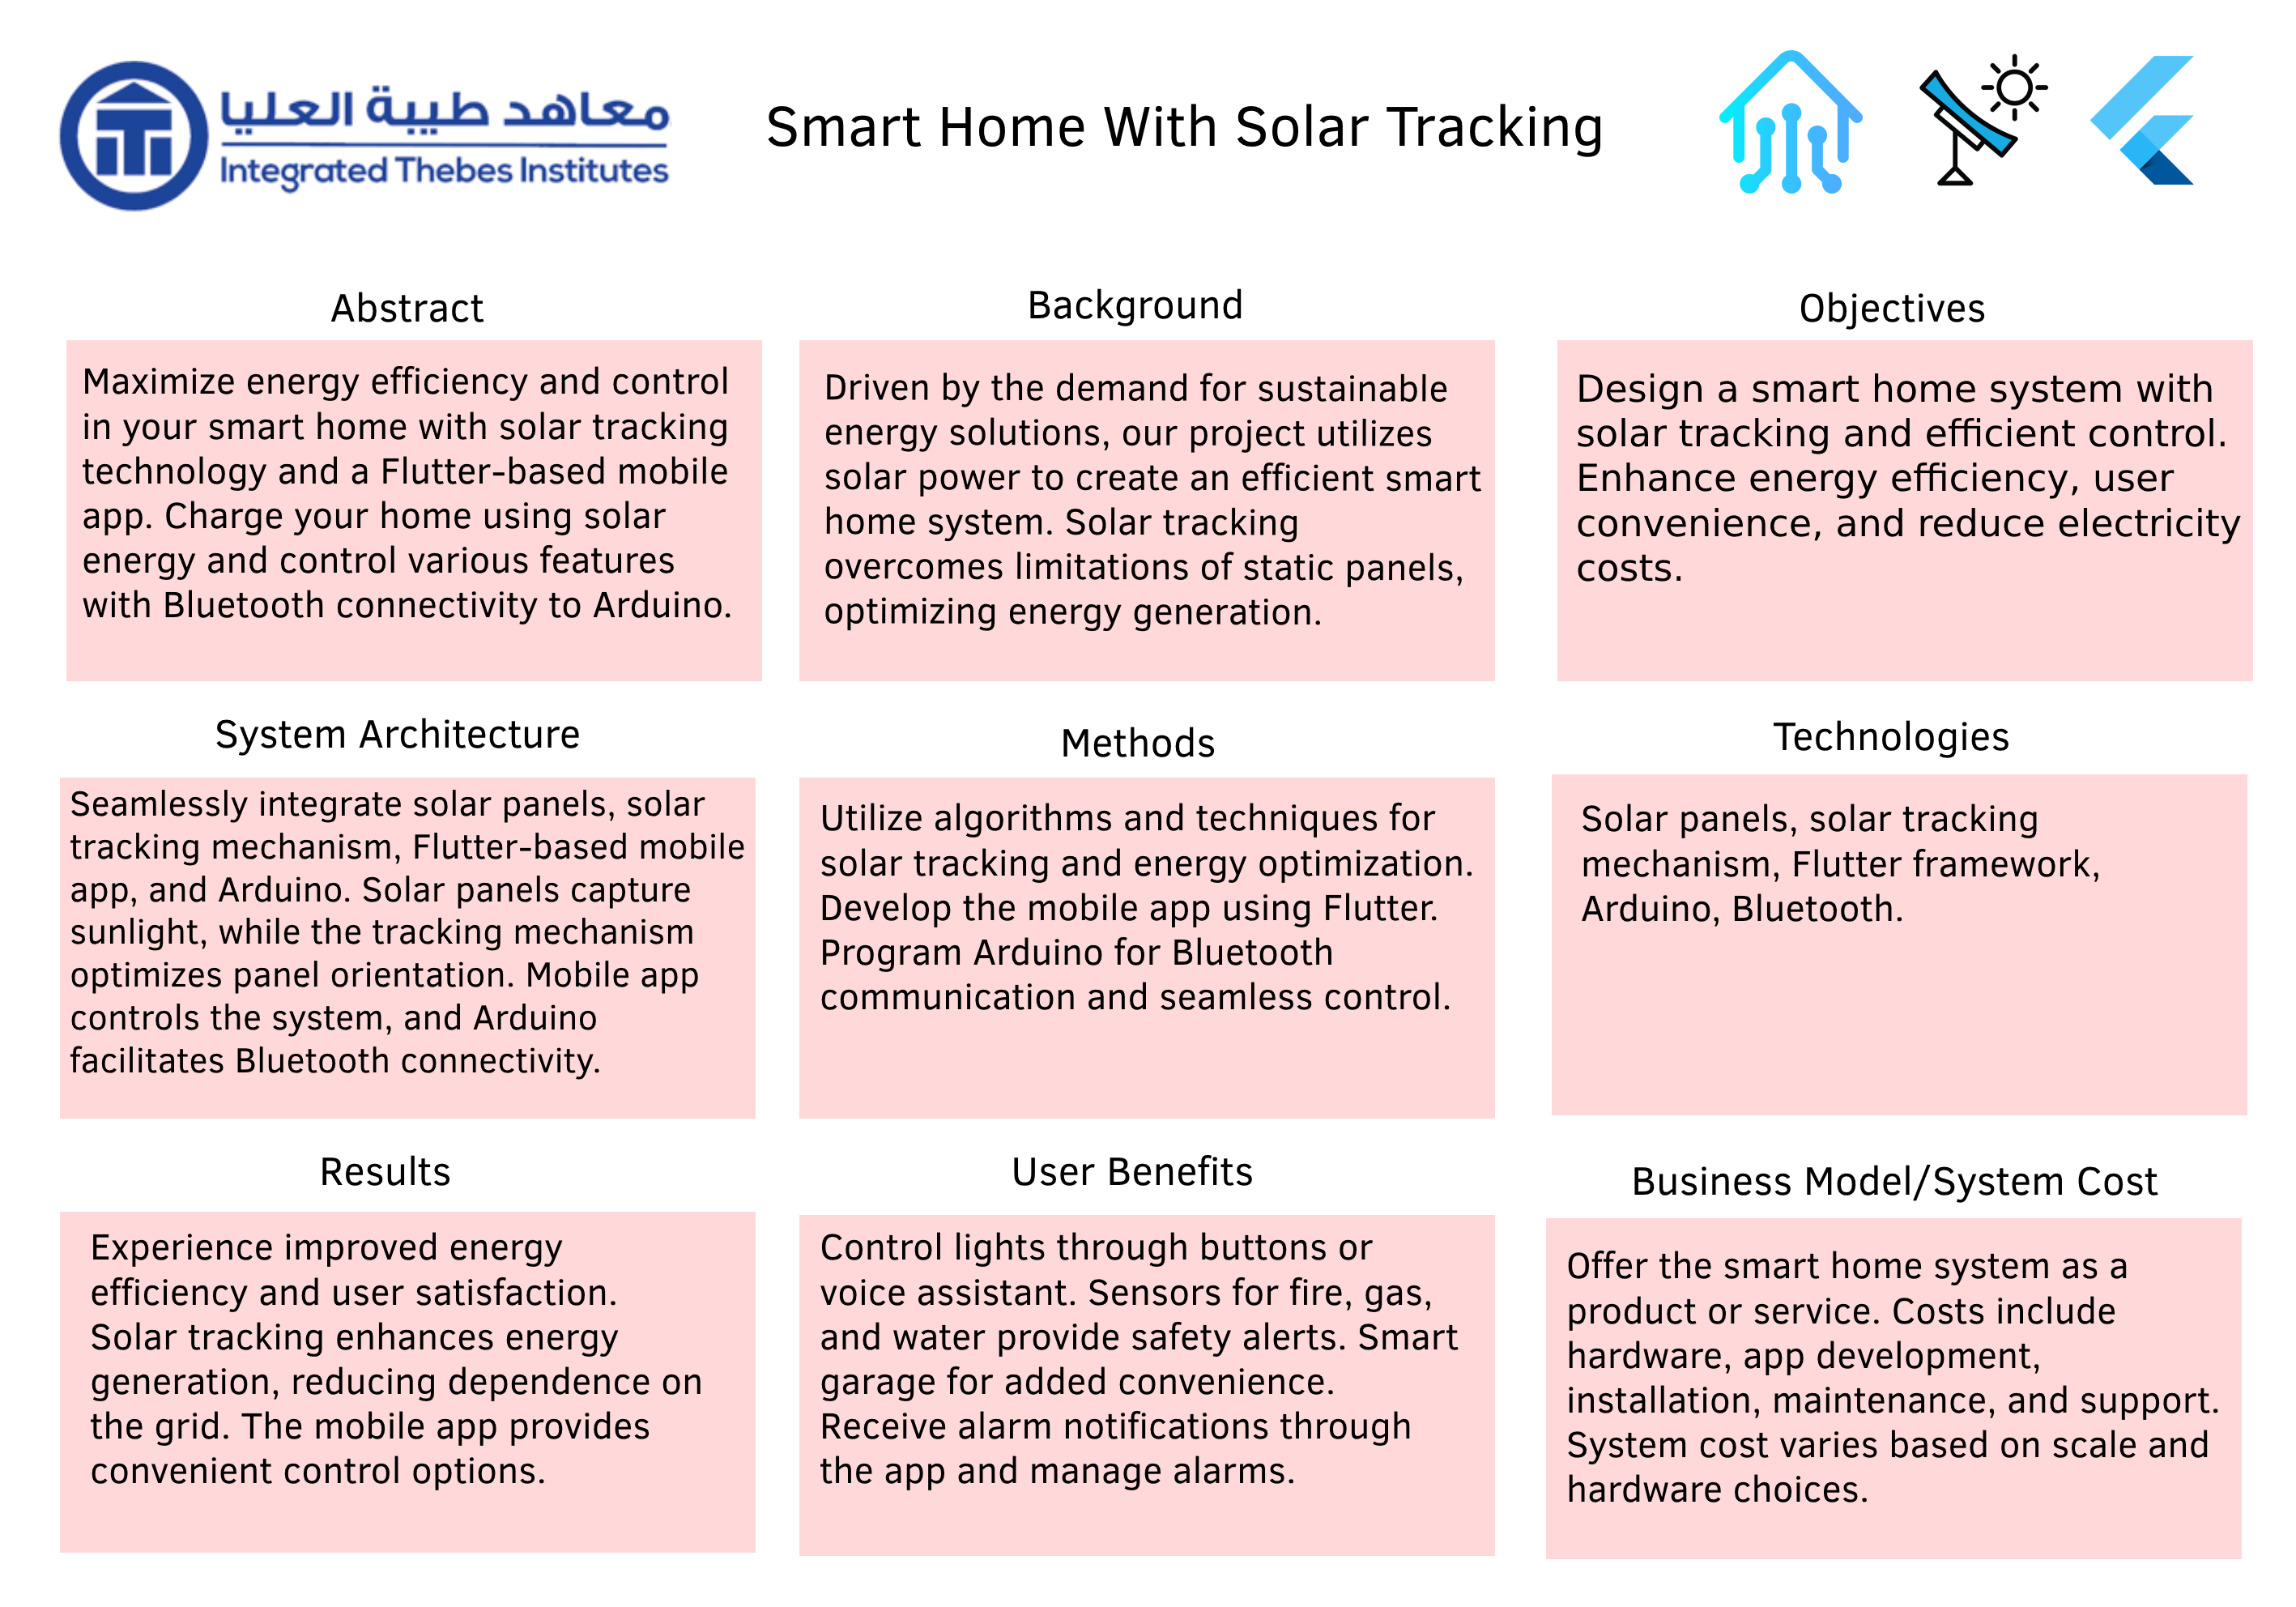 معاهد طيبة العليا
Integrated Thebes Institutes
Smart Home With Solar Tracking
Abstract
Maximize energy efficiency and control
in your smart home with solar tracking
technology and a Flutter-based mobile
app. Charge your home using solar
energy and control various features
with Bluetooth connectivity to Arduino.
Background
Driven by the demand for sustainable
energy solutions, our project utilizes
solar power to create an efficient smart
home system. Solar tracking
overcomes limitations of static panels,
optimizing energy generation.
Objectives
Design a smart home system with
solar tracking and efficient control.
Enhance energy efficiency, user
convenience, and reduce electricity
costs.
System Architecture
Seamlessly integrate solar panels, solar
tracking mechanism, Flutter-based mobile
app, and Arduino. Solar panels capture
sunlight, while the tracking mechanism
optimizes panel orientation. Mobile app
controls the system, and Arduino
facilitates Bluetooth connectivity.
Methods
Utilize algorithms and techniques for
solar tracking and energy optimization.
Develop the mobile app using Flutter.
Program Arduino for Bluetooth
communication and seamless control.
Technologies
Solar panels, solar tracking
mechanism, Flutter framework,
Arduino, Bluetooth.
Results
Experience improved energy
efficiency and user satisfaction.
Solar tracking enhances energy
generation, reducing dependence on
the grid. The mobile app provides
convenient control options.
User Benefits
Control lights through buttons or
voice assistant. Sensors for fire, gas,
and water provide safety alerts. Smart
garage for added convenience.
Receive alarm notifications through
the app and manage alarms.
Business Model/System Cost
Offer the smart home system as a
product or service. Costs include
hardware, app development,
installation, maintenance, and support.
System cost varies based on scale and
hardware choices.